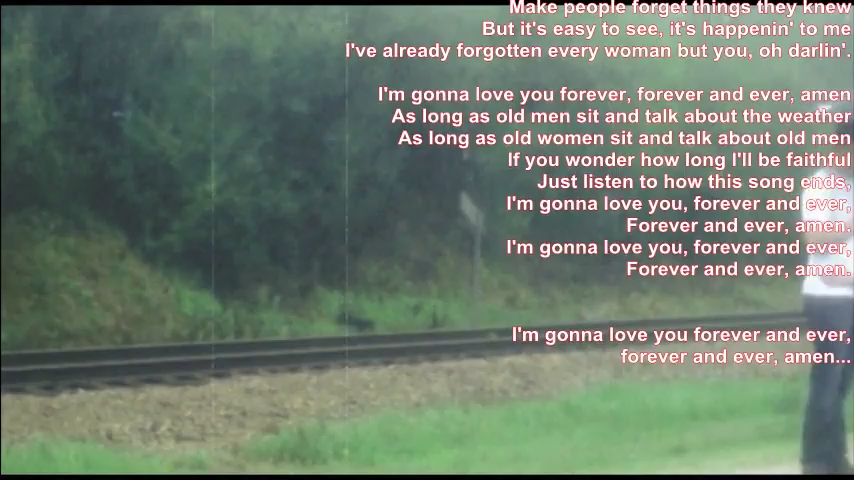 Make people forget things they knew
But it's easy to see, it's happenin' to me
I've already forgotten every woman but you, oh darlin'.
I'm gonna love you forever, forever and ever, amen
As long as old men sit and talk about the weather
As long as old women sit and talk about old men
If you wonder how long I'll be faithful
Just listen to how this song ends,
I'm gonna love you, forever and ever,
Forever and ever, amen.
I'm gonna love you, forever and ever,
Forever and ever, amen.
I'm gonna love you forever and ever,
forever and ever, amen...